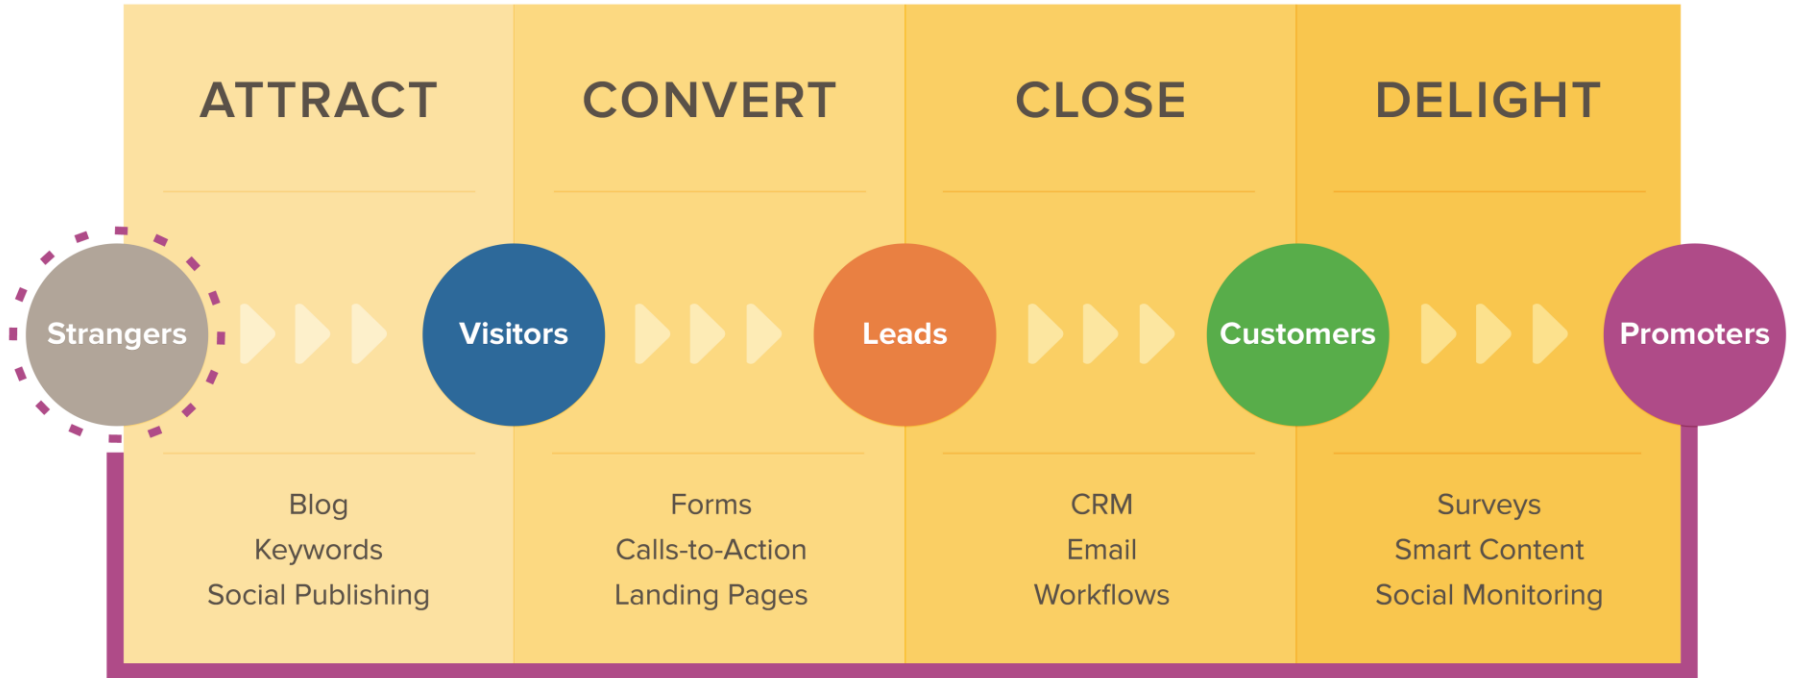 ATTRACT
CONVERT
CLOSE
DELIGHT
Strangers
Visitors
Leads
Customers
Promoters
Blog
Keywords
Social Publishing
Forms
Calls-to-Action
Landing Pages
CRM
Email
Workflows
Surveys
Smart Content
Social Monitoring